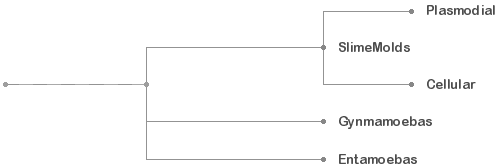 Plasmodial
SlimeMolds
Cellular
Gynmamoebas
Entamoebas